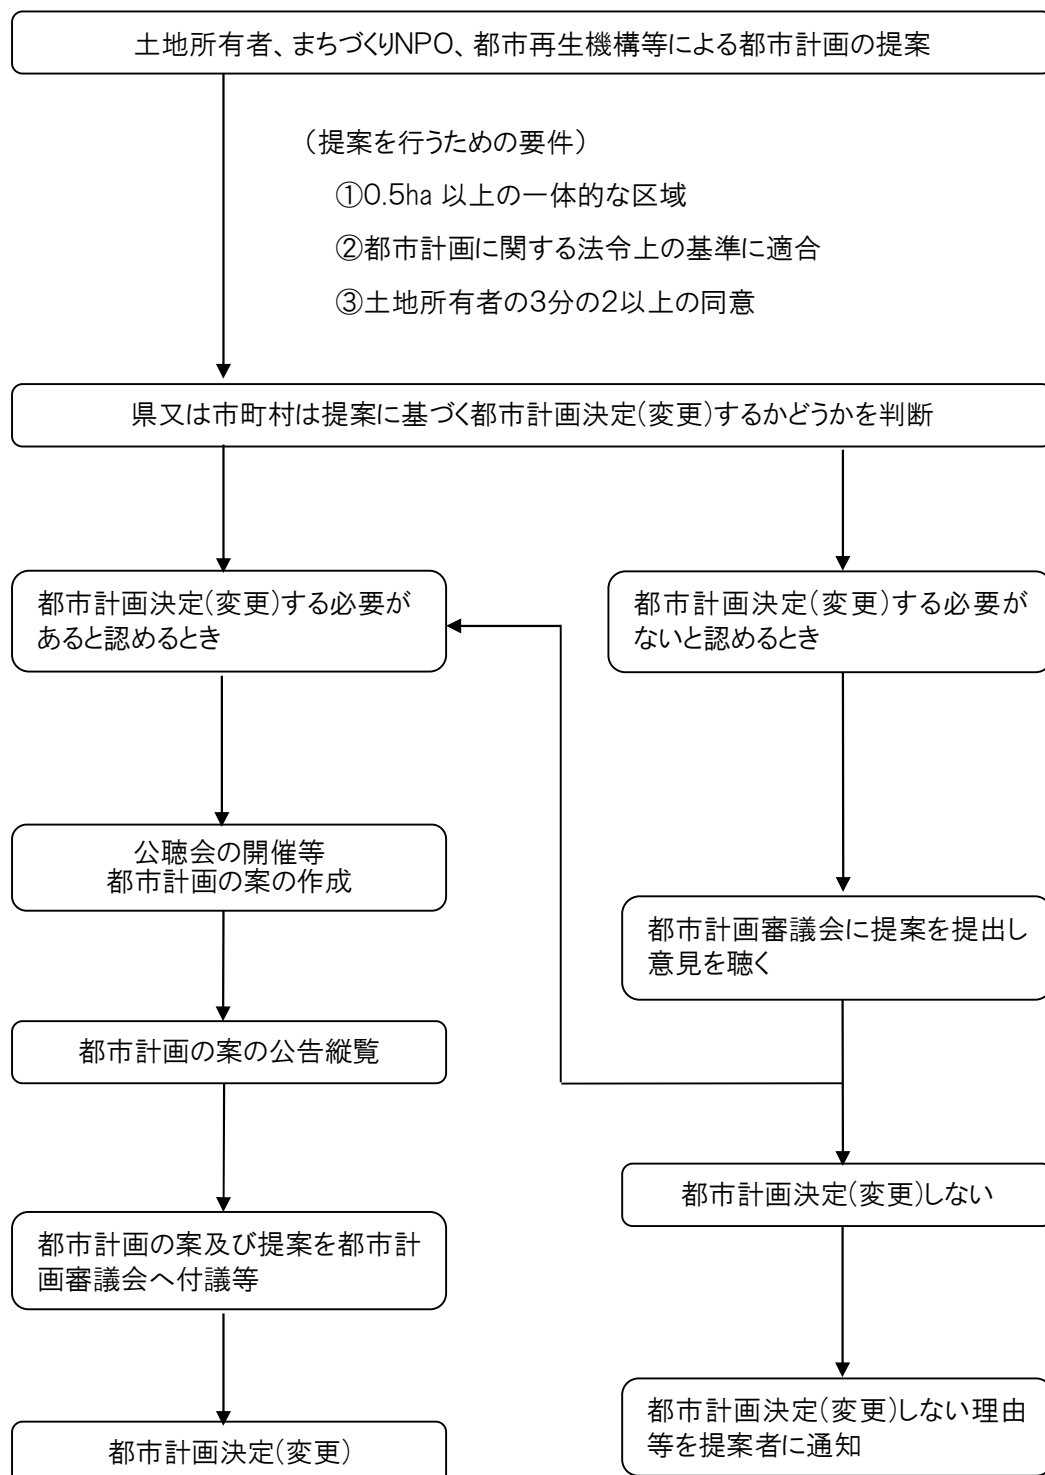 土地所有者、まちづくりNPO、都市再生機構等による都市計画の提案
（提案を行うための要件）
①0.5ha 以上の一体的な区域
②都市計画に関する法令上の基準に適合
③土地所有者の3分の2以上の同意
県又は市町村は提案に基づく都市計画決定(変更)するかどうかを判断
都市計画決定(変更)する必要が
あると認めるとき
都市計画決定(変更)する必要が
ないと認めるとき
公聴会の開催等
都市計画の案の作成
都市計画審議会に提案を提出し
意見を聴く
都市計画の案の公告縦覧
都市計画決定(変更)しない
都市計画の案及び提案を都市計
画審議会へ付議等
都市計画決定(変更)しない理由
等を提案者に通知
都市計画決定(変更)